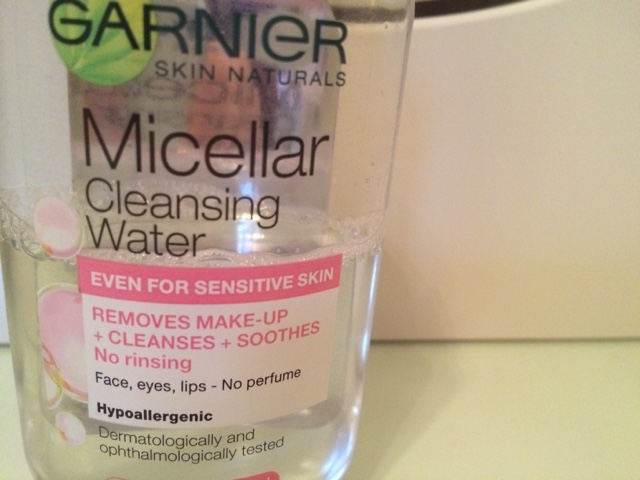 GARNIER
SKIN NATURALS
Micellar
Cleansing
Water
EVEN FOR SENSITIVE SKIN
REMOVES MAKE-UP
+ CLEANSES + SOOTHES
No rinsing
Face, eyes, lips - No perfume
Hypoallergenic
Dermatologically and
ophthalmologically tested